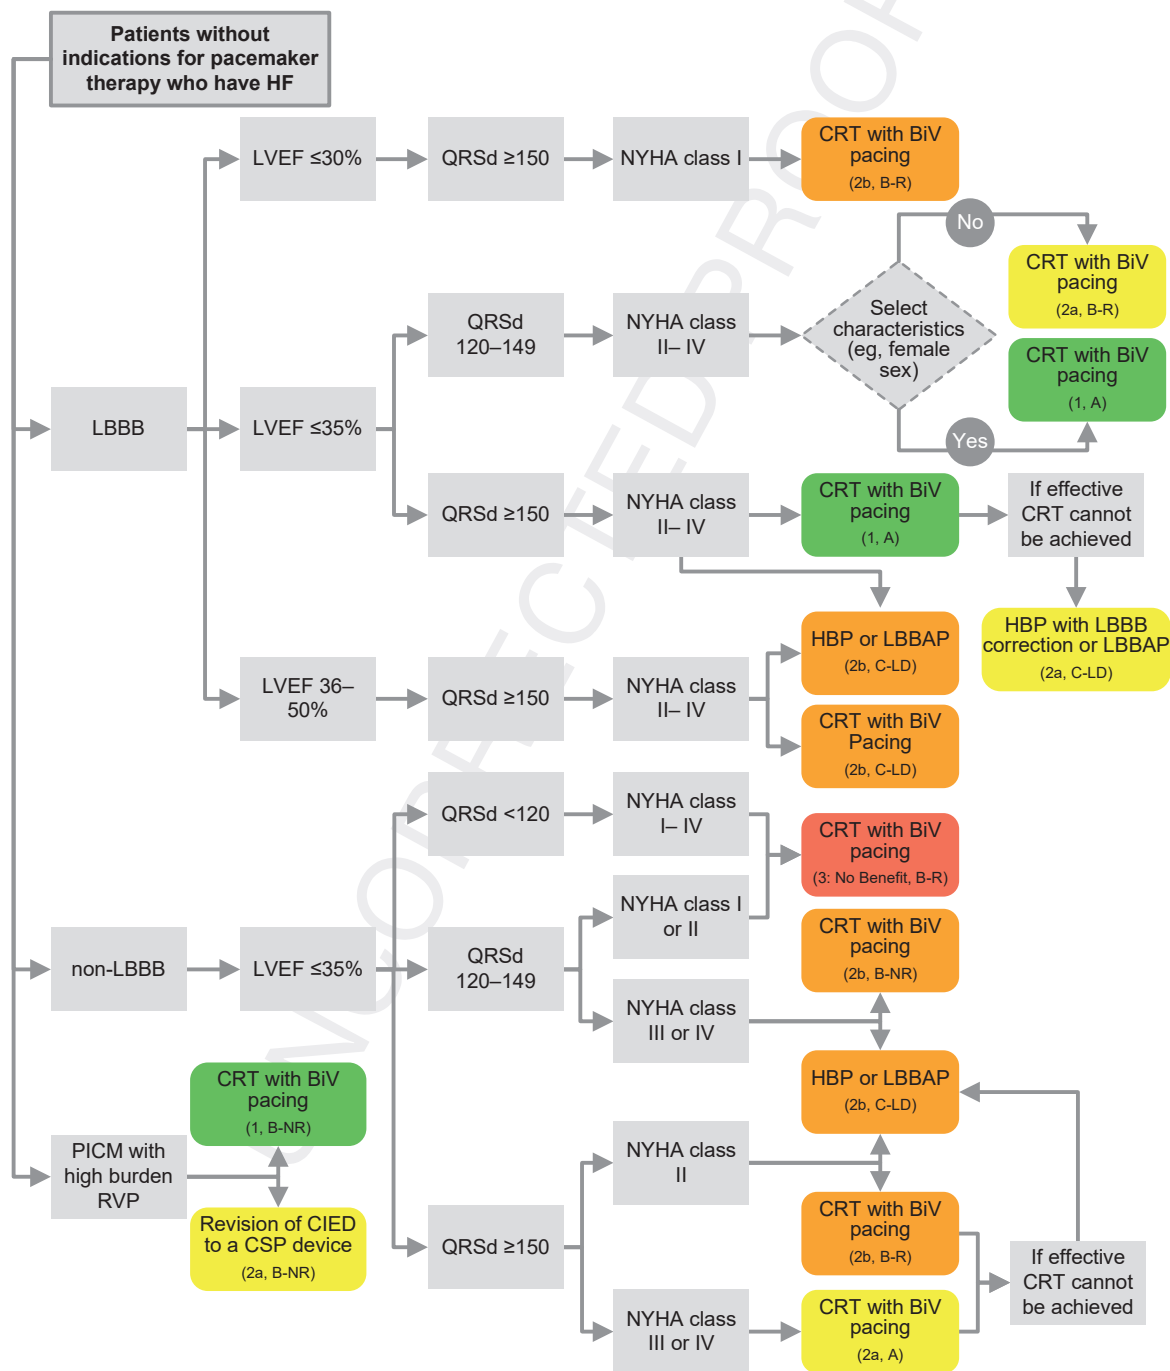 Patients without
indications for pacemaker
therapy who have HF
LVEF ≤30%
QRSd ≥150
NYHA class I
CRT with BiV
pacing
(2b, B-R)
No
CRT with BiV
pacing
(2a, B-R)
QRSd
120–149
NYHA class
II– IV
Select
characteristics
(eg, female
sex)
CRT with BiV
pacing
(1, A)
Yes
LBBB
LVEF ≤35%
QRSd ≥150
NYHA class
II– IV
CRT with BiV
pacing
(1, A)
If effective
CRT cannot
be achieved
HBP or LBBAP
(2b, C-LD)
HBP with LBBB
correction or LBBAP
(2a, C-LD)
LVEF 36–
50%
QRSd ≥150
NYHA class
II– IV
CRT with BiV
Pacing
(2b, C-LD)
QRSd <120
NYHA class
I– IV
CRT with BiV
pacing
(3: No Benefit, B-R)
NYHA class I
or II
non-LBBB
LVEF ≤35%
QRSd
120–149
CRT with BiV
pacing
(2b, B-NR)
NYHA class
III or IV
HBP or LBBAP
(2b, C-LD)
CRT with BiV
pacing
(1, B-NR)
PICM with
high burden
RVP
Revision of CIED
to a CSP device
(2a, B-NR)
NYHA class
II
QRSd ≥150
CRT with BiV
pacing
(2b, B-R)
If effective
CRT cannot
be achieved
NYHA class
III or IV
CRT with BiV
pacing
(2a, A)
UNCORRECTED PROOF